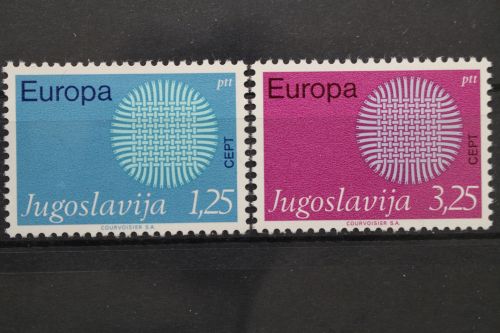 Europa
ptt
CEPT
Jugoslavija 1,25
COURVOISIER S.A.
Europa
ptt
CEPT
Jugoslavija 3,25
COURVOISIER S.A.